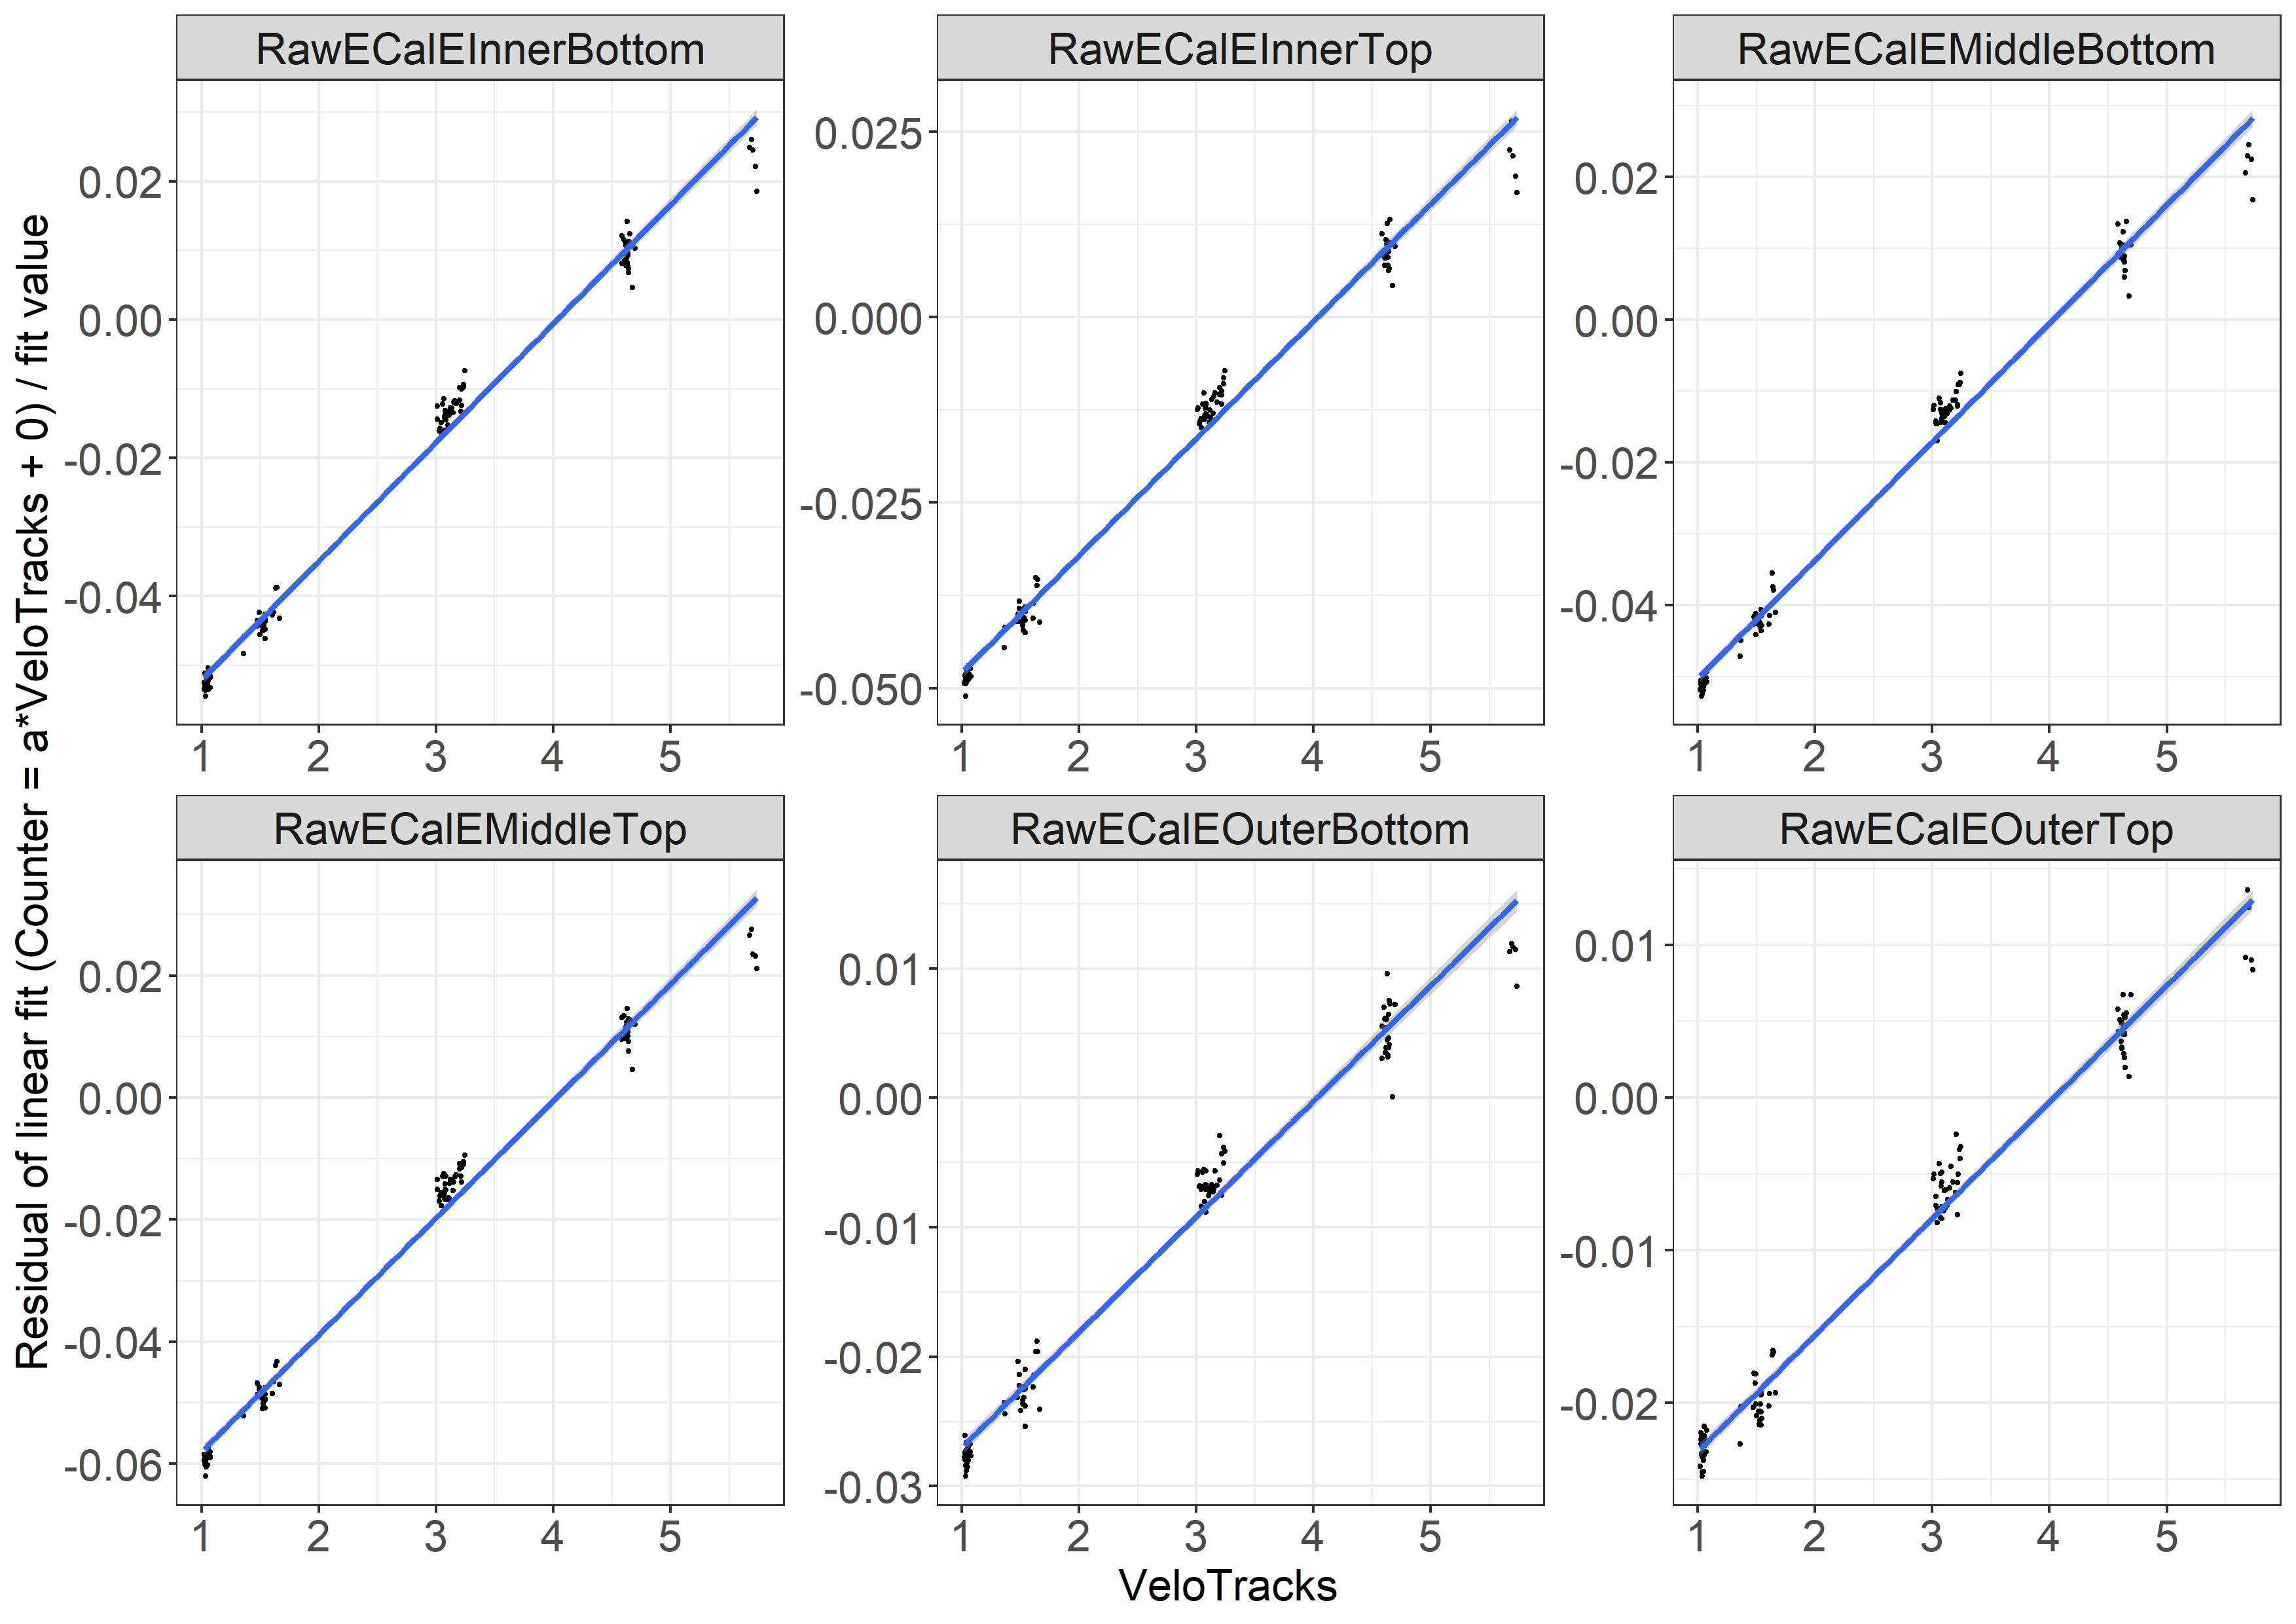 Residual of linear fit (Counter = a*VeloTracks + 0) / fit value
RawECalEInnerBottom
0.02
0.00
-0.02
-0.04
1 2 3 4 5
RawECalEInnerTop
0.025
0.000
-0.025
-0.050
1 2 3 4 5
RawECalEMiddleBottom
0.02
0.00
-0.02
-0.04
1 2 3 4 5
RawECalEMiddleTop
0.02
0.00
-0.02
-0.04
-0.06
1 2 3 4 5
RawECalEOuterBottom
0.01
0.00
-0.01
-0.02
-0.03
1 2 3 4 5
RawECalEOuterTop
0.01
0.00
-0.01
-0.02
1 2 3 4 5
VeloTracks